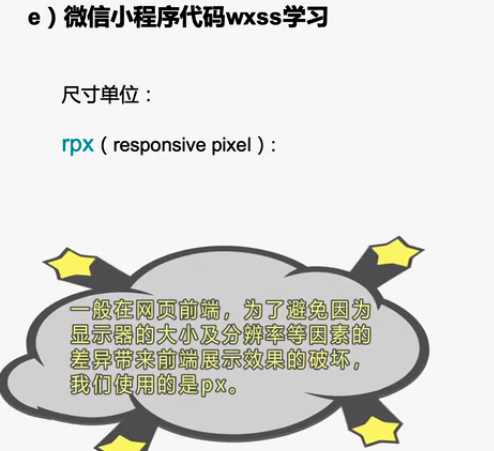 e）微信小程序代码wxss学习
尺寸单位：
rpx（responsive pixel）:
一般在网页前端，为了避免因为
显示器的大小及分辨率等因素的
差异带来前端展示效果的破坏，
我们使用的是px。